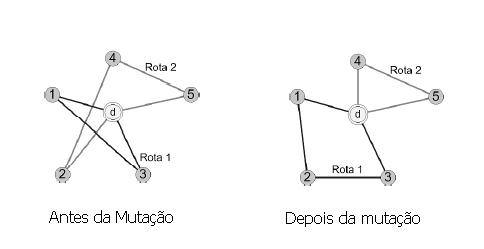 4
Rota 2
1
5
d
Rota 1
2
3
Antes da Mutação
4
Rota 2
1
5
d
Rota 1
2
3
Depois da mutação